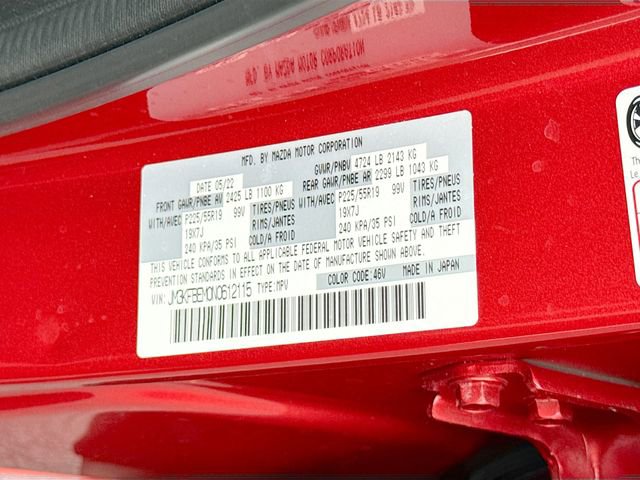 MFD. BY MAZDA MOTOR CORPORATION
DATE 05/22 GVWR/PNBV 4724 LB 2143 KG
FRONT GAWR/PNBE AV 2425 LB 1100 KG REAR GAWR/PNBE AR 2299 LB 1043 KG
WITH/AVEC P225/55R19 99V TIRES/PNEUS WITH/AVEC P225/55R19 99V TIRES/PNEUS
19X7J RIMS/JANTES 19X7J RIMS/JANTES
240 KPA/35 PSI COLD/A FROID 240 KPA/35 PSI COLD/A FROID
THIS VEHICLE CONFORMS TO ALL APPLICABLE FEDERAL MOTOR VEHICLE SAFETY AND THEFT
PREVENTION STANDARDS IN EFFECT ON THE DATE OF MANUFACTURE SHOWN ABOVE.
VIN: JM3KFBEM0N0612115 TYPE:MPV COLOR CODE:46V MADE IN JAPAN
This
Le